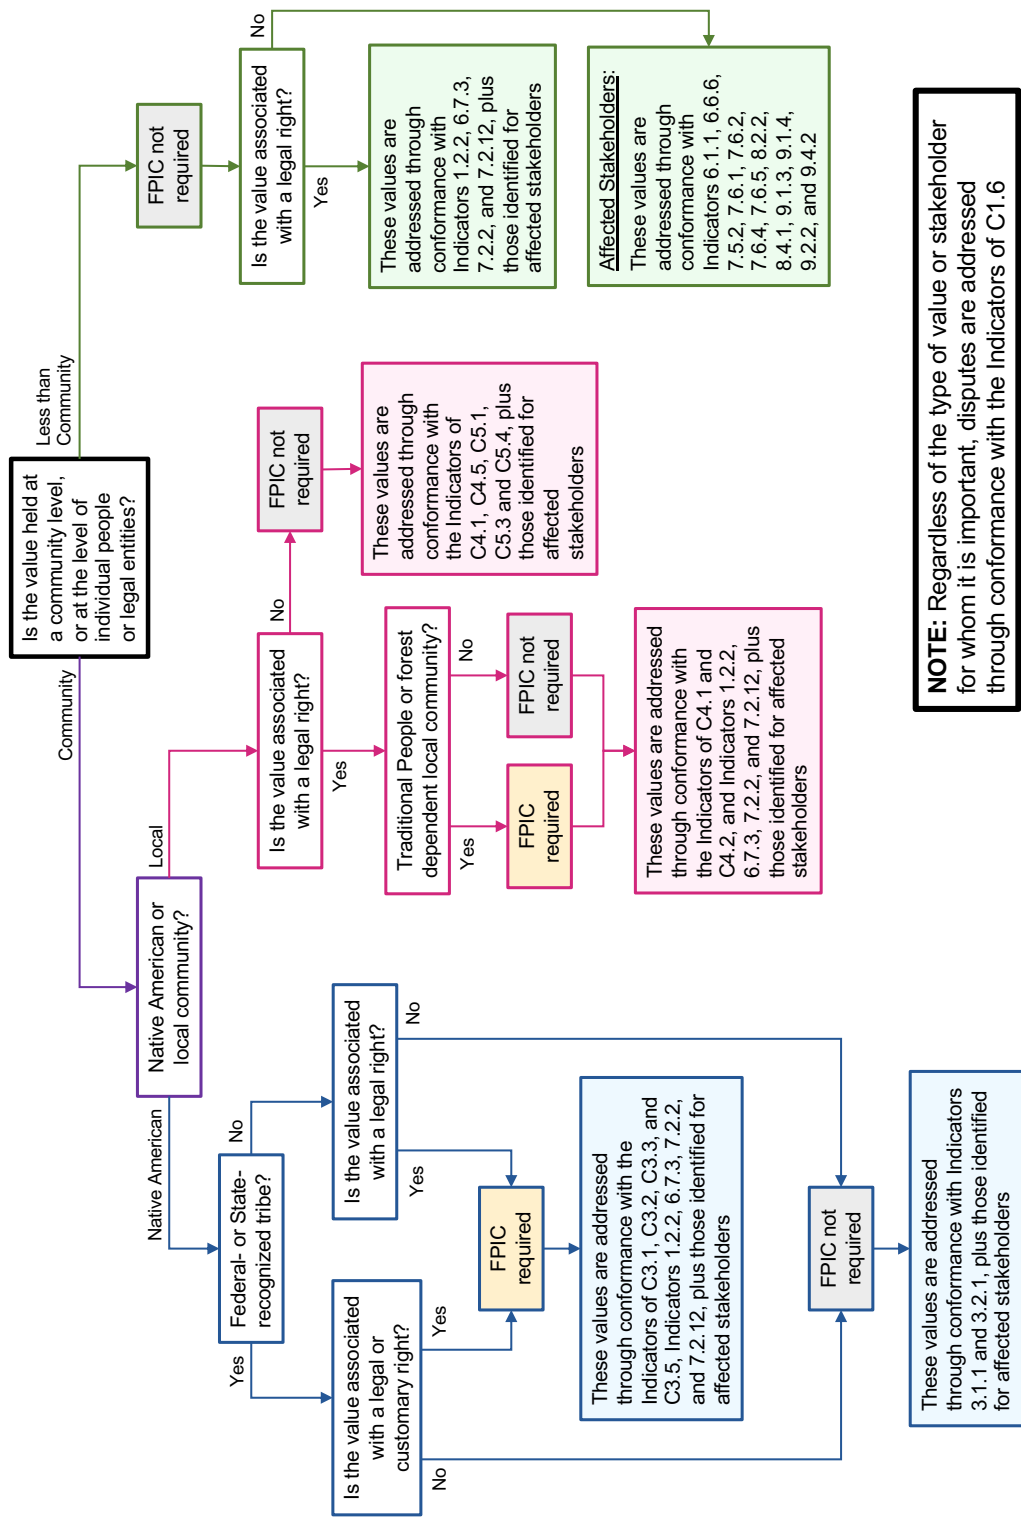 Is the value held at
a community level,
or at the level of
individual people
or legal entities?
Community
Less than
Community
Native American or
local community?
Native American
Local
Federal- or State-
recognized tribe?
Yes
No
Is the value associated
with a legal or
customary right?
No
Yes
Is the value associated
with a legal right?
Yes
No
FPIC
required
These values are addressed
through conformance with the
Indicators of C3.1, C3.2, C3.3, and
C3.5, Indicators 1.2.2, 6.7.3, 7.2.2,
and 7.2.12, plus those identified for
affected stakeholders
FPIC not
required
These values are addressed
through conformance with Indicators
3.1.1 and 3.2.1, plus those identified
for affected stakeholders
Is the value associated
with a legal right?
Yes
No
FPIC not
required
These values are
addressed through
conformance with
the Indicators of
C4.1, C4.5, C5.1,
C5.3 and C5.4, plus
those identified for
affected
stakeholders
Traditional People or forest
dependent local community?
Yes
No
FPIC
required
FPIC not
required
These values are addressed
through conformance with
the Indicators of C4.1 and
C4.2, and Indicators 1.2.2,
6.7.3, 7.2.2, and 7.2.12, plus
those identified for affected
stakeholders
FPIC not
required
Is the value associated
with a legal right?
Yes
No
These values are
addressed through
conformance with
Indicators 1.2.2, 6.7.3,
7.2.2, and 7.2.12, plus
those identified for
affected stakeholders
Affected Stakeholders:
These values are
addressed through
conformance with
Indicators 6.1.1, 6.6.6,
7.5.2, 7.6.1, 7.6.2,
7.6.4, 7.6.5, 8.2.2,
8.4.1, 9.1.3, 9.1.4,
9.2.2, and 9.4.2
NOTE: Regardless of the type of value or stakeholder
for whom it is important, disputes are addressed
through conformance with the Indicators of C1.6